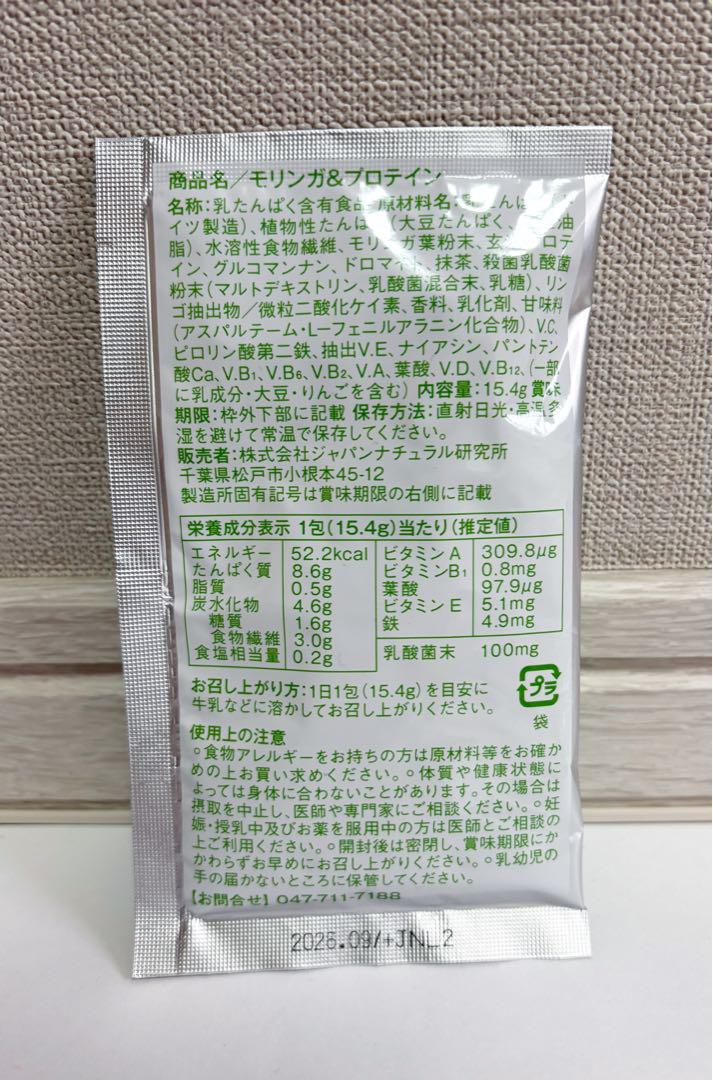 商品名／モリンガ&プロテイン
名称：乳たんぱく含有食品 原材料名：乳たんぱ
イツ製造)、植物性たんぱ (大豆たんぱく、 油
脂)、水溶性食物繊維、モリンガ葉粉末、玄 プロテ
イン、グルコマンナン、ドロマイト、抹茶、殺菌乳酸菌
粉末(マルトデキストリン、乳酸菌混合末、乳糖)、リン
ゴ抽出物／微粒二酸化ケイ素、香料、乳化剤、甘味料
(アスパルテーム・L-フェニルアラニン化合物)、V.C、
ピロリン酸第二鉄、抽出V.E、ナイアシン、パントテン
酸Ca、V.B1、V.B6、V.B2、V.A、葉酸、V.D、V.B12、(一部
に乳成分・大豆・りんごを含む) 内容量：15.4g 賞味
期限：枠外下部に記載 保存方法：直射日光・高温多
湿を避けて常温で保存してください。
販売者：株式会社ジャパンナチュラル研究所
千葉県松戸市小根本45-12
製造所固有記号は賞味期限の右側に記載
栄養成分表示 1包(15.4g)当たり(推定値)
エネルギー 52.2kcal ビタミンA 309.8μg
たんぱく質 8.6g ビタミンB1 0.8mg
脂質 0.5g 葉酸 97.9μg
炭水化物 4.6g ビタミンE 5.1mg
糖質 1.6g 鉄 4.9mg
食物繊維 3.0g
食塩相当量 0.2g 乳酸菌末 100mg
お召し上がり方：1日1包(15.4g)を目安に
牛乳などに溶かしてお召し上がりください。
プラ
袋
使用上の注意
○食物アレルギーをお持ちの方は原材料等をお確か
めの上お買い求めください。○体質や健康状態に
よっては身体に合わないことがあります。その場合は
摂取を中止し、医師や専門家にご相談ください。○妊
娠・授乳中及びお薬を服用中の方は医師とご相談の
上ご利用ください。○開封後は密閉し、賞味期限にか
かわらずお早めにお召し上がりください。○乳幼児の
手の届かないところに保管してください。
【お問合せ】047-711-7188
2026.09/+JNL2